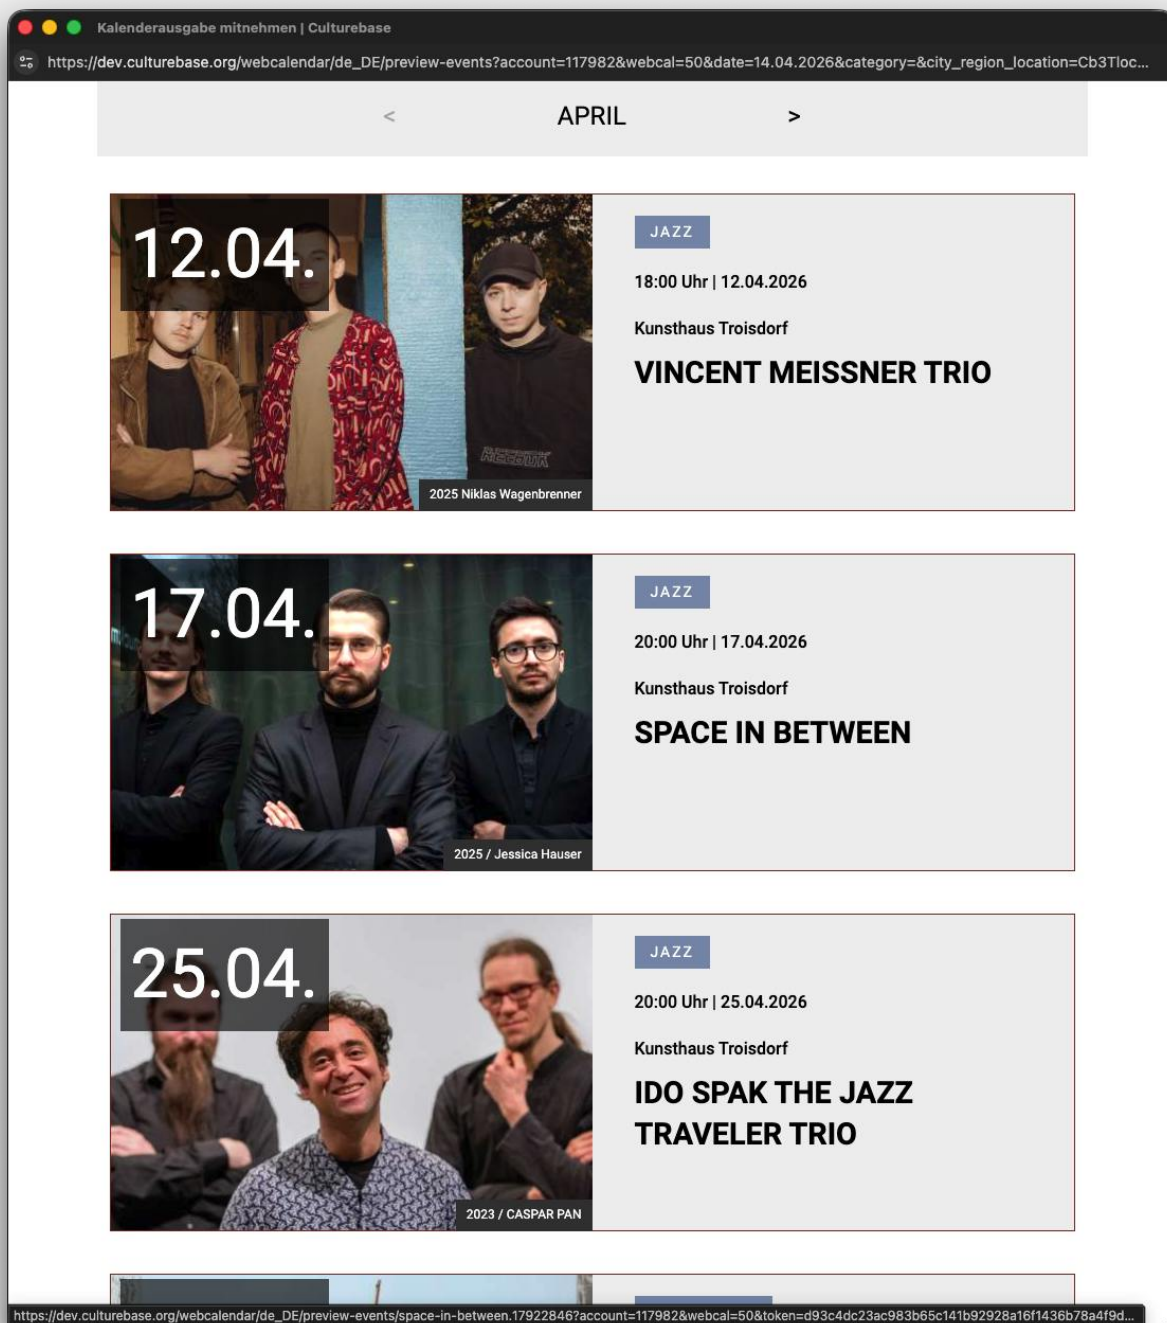 Kalenderausgabe mitnehmen | Culturebase
https://dev.culturebase.org/webcalendar/de_DE/preview-events?account=117982&webcal=50&date=14.04.2026&category=&city_region_location=Cb3Tloc...
< APRIL >
12.04.
JAZZ
18:00 Uhr | 12.04.2026
Kunsthaus Troisdorf
VINCENT MEISSNER TRIO
2025 Niklas Wagenbrenner
17.04.
JAZZ
20:00 Uhr | 17.04.2026
Kunsthaus Troisdorf
SPACE IN BETWEEN
2025 / Jessica Hauser
25.04.
JAZZ
20:00 Uhr | 25.04.2026
Kunsthaus Troisdorf
IDO SPAK THE JAZZ
TRAVELER TRIO
2023 / CASPAR PAN
https://dev.culturebase.org/webcalendar/de_DE/preview-events/space-in-between.17922846?account=117982&webcal=50&token=d93c4dc23ac983b65c141b92928a16f1436b78a4f9d...